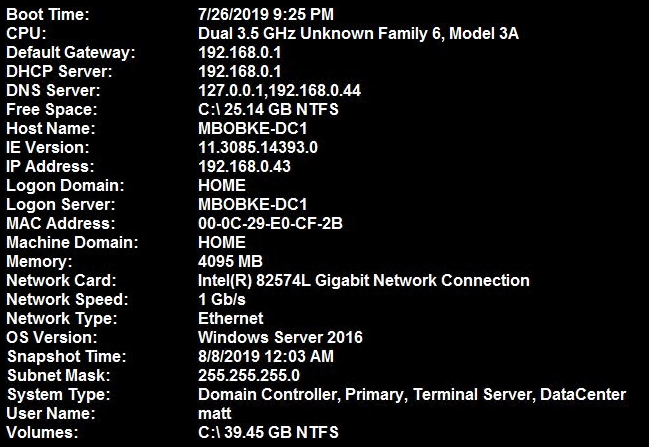 Boot Time: 7/26/2019 9:25 PM
CPU: Dual 3.5 GHz Unknown Family 6, Model 3A
Default Gateway: 192.168.0.1
DHCP Server: 192.168.0.1
DNS Server: 127.0.0.1,192.168.0.44
Free Space: C:\ 25.14 GB NTFS
Host Name: MBOBKE-DC1
IE Version: 11.3085.14393.0
IP Address: 192.168.0.43
Logon Domain: HOME
Logon Server: MBOBKE-DC1
MAC Address: 00-0C-29-E0-CF-2B
Machine Domain: HOME
Memory: 4095 MB
Network Card: Intel(R) 82574L Gigabit Network Connection
Network Speed: 1 Gb/s
Network Type: Ethernet
OS Version: Windows Server 2016
Snapshot Time: 8/8/2019 12:03 AM
Subnet Mask: 255.255.255.0
System Type: Domain Controller, Primary, Terminal Server, DataCenter
User Name: matt
Volumes: C:\ 39.45 GB NTFS